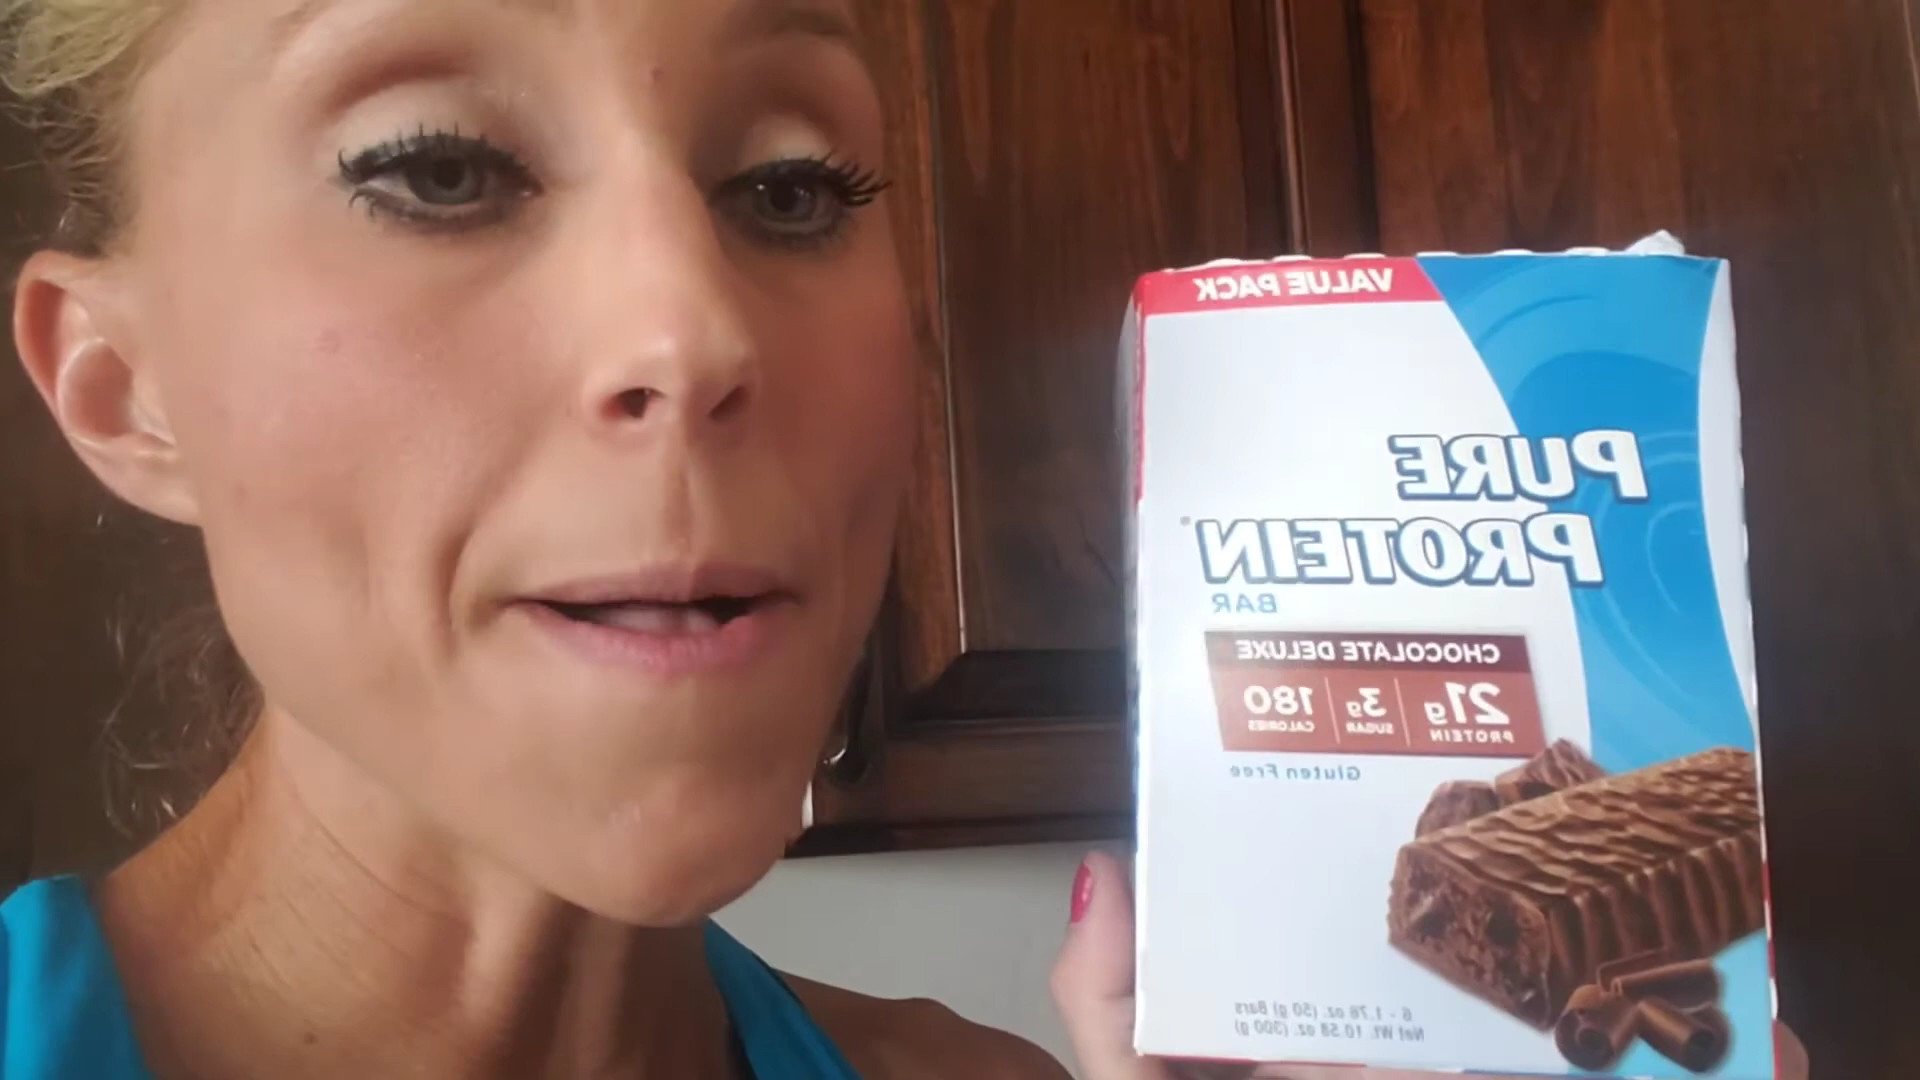 VALUE PACK
PURE
PROTEIN
BAR
CHOCOLATE DELUXE
21g 3g 180
PROTEIN SUGAR CALORIES
Gluten Free
6 - 1.76 oz. (50 g) Bars
Net Wt. 10.58 oz. (300 g)